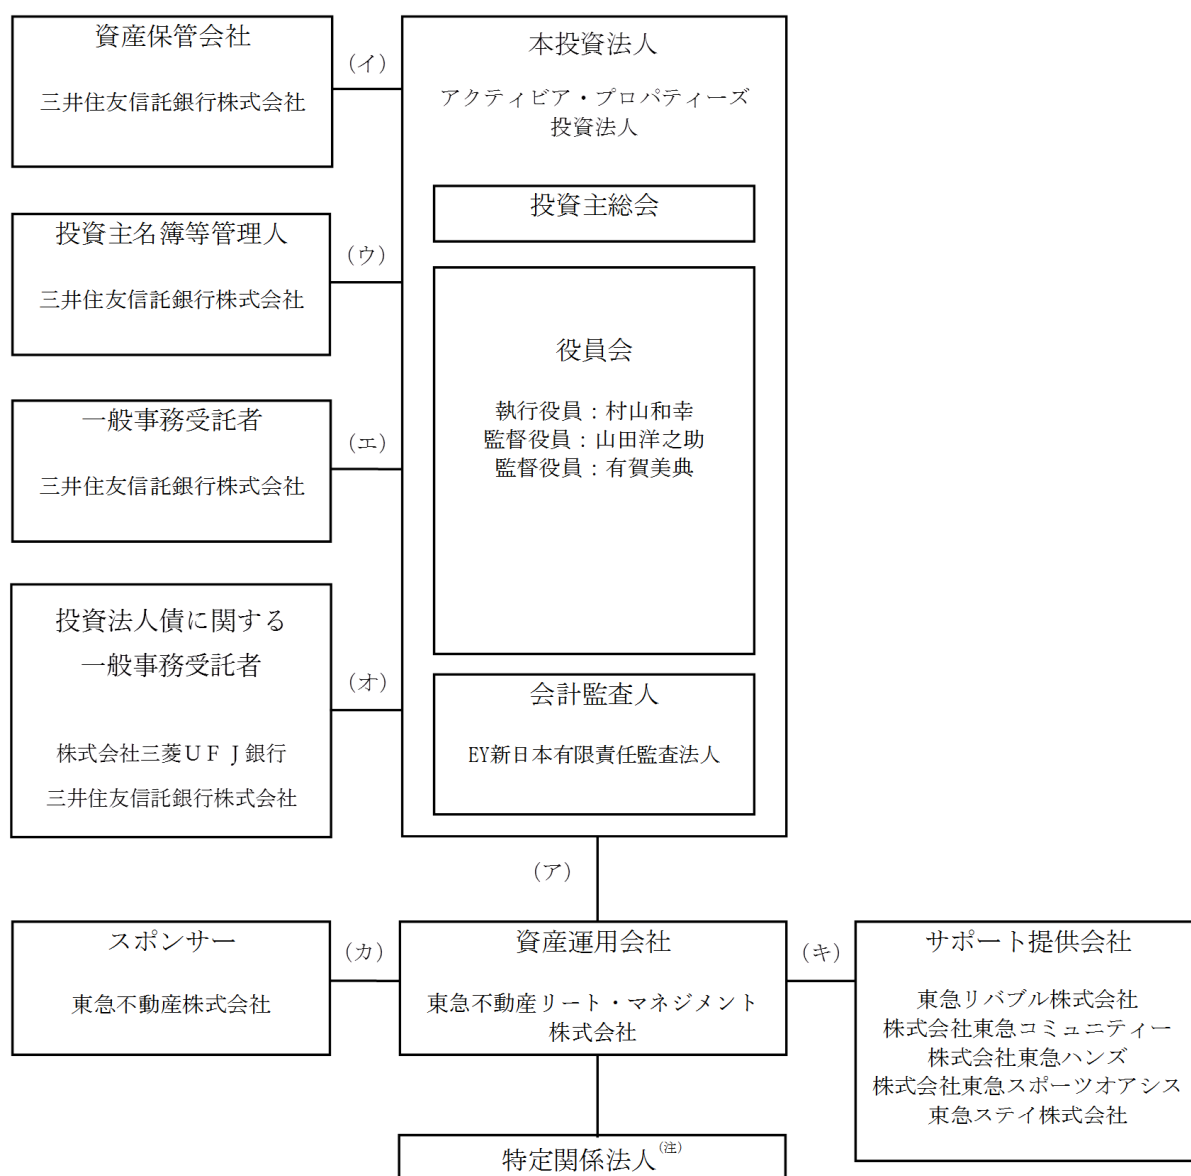 資産保管会社
三井住友信託銀行株式会社
(イ)
本投資法人
アクティビア・プロパティーズ
投資法人
投資主総会
投資主名簿等管理人
三井住友信託銀行株式会社
(ウ)
役員会
執行役員：村山和幸
監督役員：山田洋之助
監督役員：有賀美典
一般事務受託者
三井住友信託銀行株式会社
(エ)
投資法人債に関する
一般事務受託者
株式会社三菱ＵＦＪ銀行
三井住友信託銀行株式会社
(オ)
会計監査人
EY新日本有限責任監査法人
(ア)
スポンサー
東急不動産株式会社
(カ)
資産運用会社
東急不動産リート・マネジメント
株式会社
(キ)
サポート提供会社
東急リバブル株式会社
株式会社東急コミュニティー
株式会社東急ハンズ
株式会社東急スポーツオアシス
東急ステイ株式会社
特定関係法人(注)